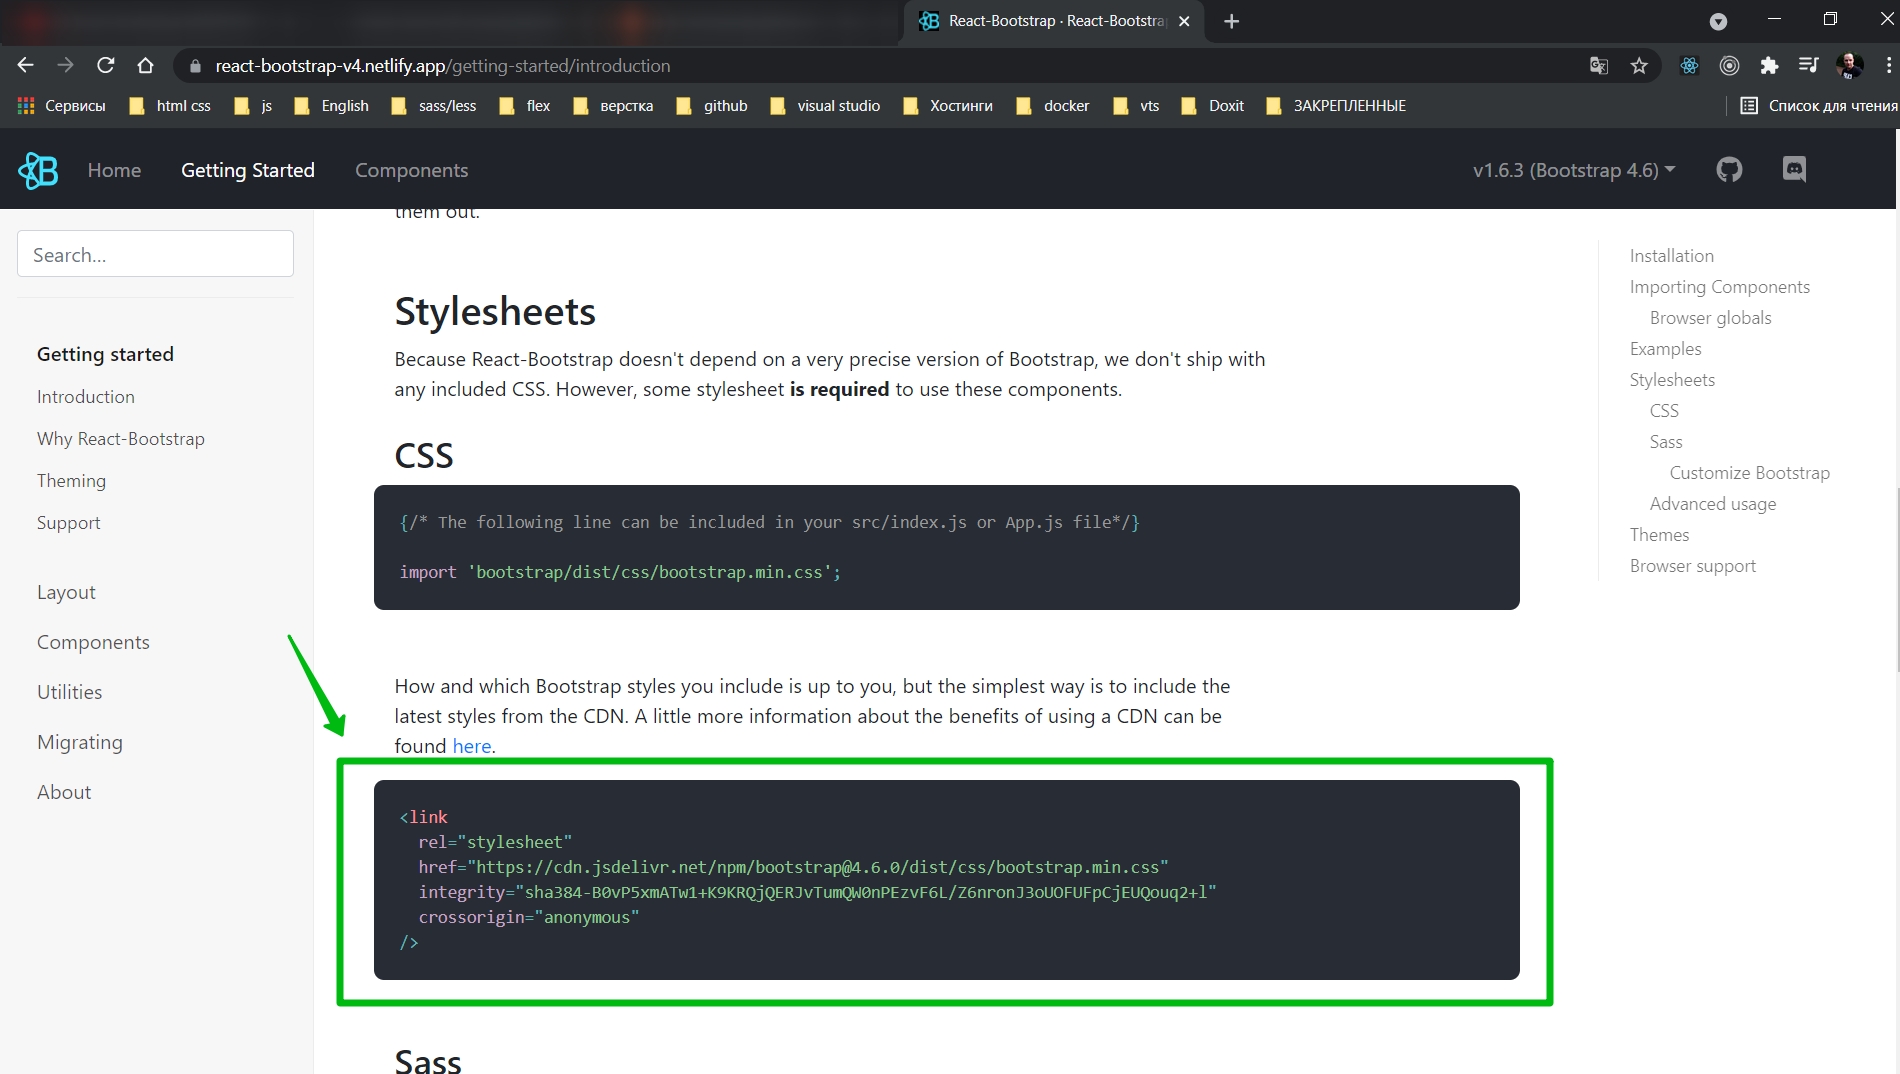 React-Bootstrap · React-Bootstra
react-bootstrap-v4.netlify.app/getting-started/introduction
Сервисы html css js English sass/less flex верстка github visual studio Хостинги docker vts Doxit ЗАКРЕПЛЕННЫЕ Список для чтения
B Home Getting Started Components v1.6.3 (Bootstrap 4.6)
Search...
Getting started
Introduction
Why React-Bootstrap
Theming
Support
Layout
Components
Utilities
Migrating
About
them out.
Stylesheets
Because React-Bootstrap doesn't depend on a very precise version of Bootstrap, we don't ship with
any included CSS. However, some stylesheet is required to use these components.
CSS
{/* The following line can be included in your src/index.js or App.js file*/}
import 'bootstrap/dist/css/bootstrap.min.css';
How and which Bootstrap styles you include is up to you, but the simplest way is to include the
latest styles from the CDN. A little more information about the benefits of using a CDN can be
found here.
<link
rel="stylesheet"
href="https://cdn.jsdelivr.net/npm/bootstrap@4.6.0/dist/css/bootstrap.min.css"
integrity="sha384-B0vP5xmATw1+K9KRQjQERJvTumQW0nPEzvF6L/Z6nronJ3oUOFUFpCjEUQouq2+l"
crossorigin="anonymous"
/>
Sass
Installation
Importing Components
Browser globals
Examples
Stylesheets
CSS
Sass
Customize Bootstrap
Advanced usage
Themes
Browser support